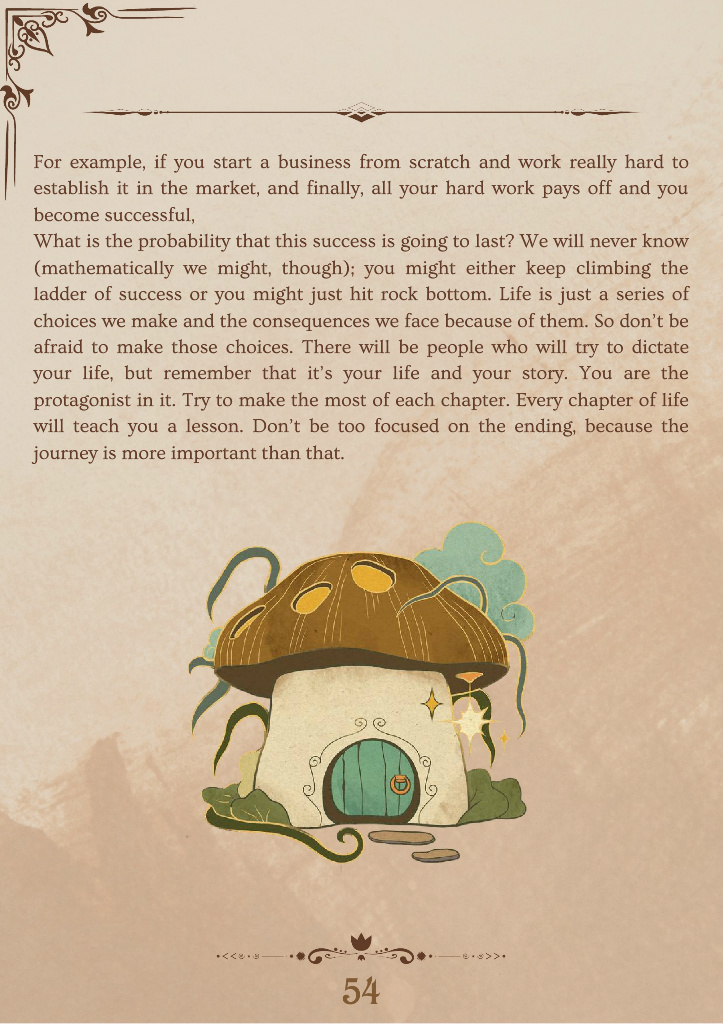 For example, if you start a business from scratch and work really hard to
establish it in the market, and finally, all your hard work pays off and you
become successful,
What is the probability that this success is going to last? We will never know
(mathematically we might, though); you might either keep climbing the
ladder of success or you might just hit rock bottom. Life is just a series of
choices we make and the consequences we face because of them. So don’t be
afraid to make those choices. There will be people who will try to dictate
your life, but remember that it’s your life and your story. You are the
protagonist in it. Try to make the most of each chapter. Every chapter of life
will teach you a lesson. Don’t be too focused on the ending, because the
journey is more important than that.
54